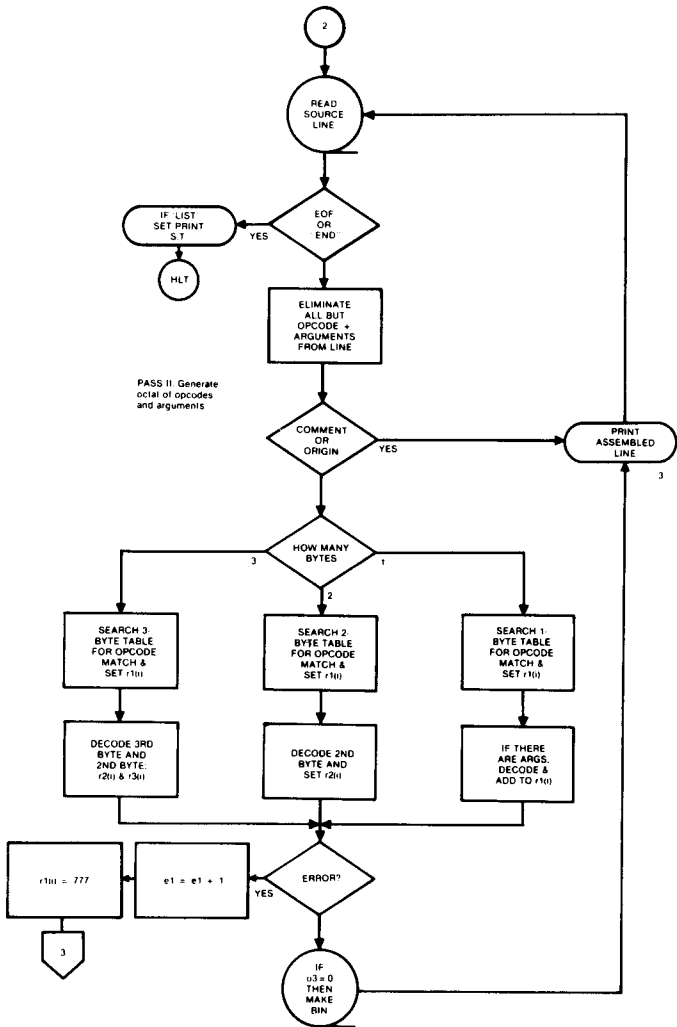 2
READ
SOURCE
LINE
EOF
OR
"END"
YES
IF 'LIST'
SET PRINT
S.T
HLT
ELIMINATE
ALL BUT
OPCODE +
ARGUMENTS
FROM LINE
PASS II. Generate
octal of opcodes
and arguments
COMMENT
OR
ORIGIN
YES
PRINT
ASSEMBLED
LINE
3
HOW MANY
BYTES
3
2
1
SEARCH 3-
BYTE TABLE
FOR OPCODE
MATCH &
SET r1(i)
SEARCH 2-
BYTE TABLE
FOR OPCODE
MATCH &
SET r1(i)
SEARCH 1-
BYTE TABLE
FOR OPCODE
MATCH &
SET r1(i)
DECODE 3RD
BYTE AND
2ND BYTE:
r2(i) & r3(i)
DECODE 2ND
BYTE AND
SET r2(i)
IF THERE
ARE ARGS.
DECODE &
ADD TO r1(i)
ERROR?
YES
e1 = e1 + 1
r1(i) = 777
3
IF
o3 = 0
THEN
MAKE
BIN